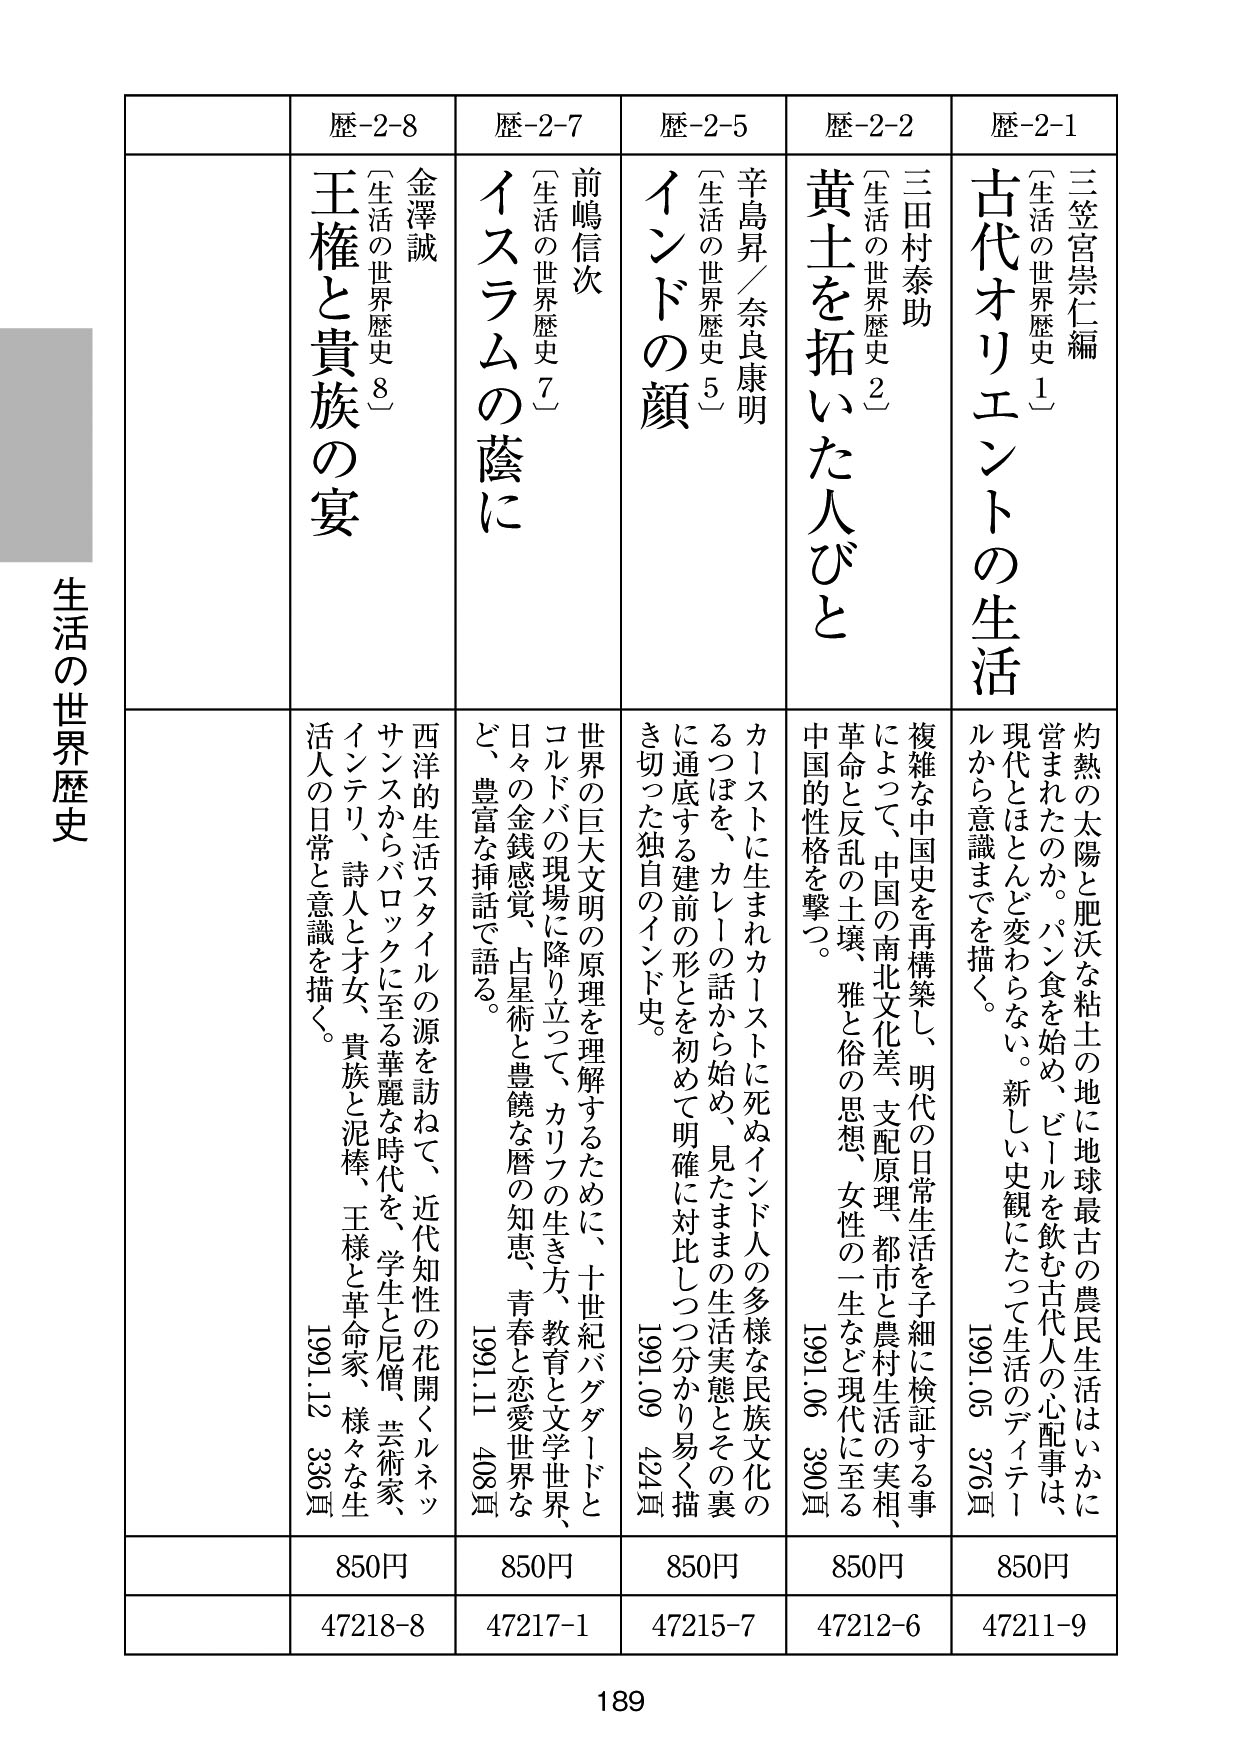 歴-2-1
三笠宮崇仁編
〔生活の世界歴史 1〕
古代オリエントの生活
灼熱の太陽と肥沃な粘土の地に地球最古の農民生活はいかに
営まれたのか。パン食を始め、ビールを飲む古代人の心配事は、
現代とほとんど変わらない。新しい史観にたって生活のディテー
ルから意識までを描く。
1991.05 376頁
850円
47211-9
歴-2-2
三田村泰助
〔生活の世界歴史 2〕
黄土を拓いた人びと
複雑な中国史を再構築し、明代の日常生活を子細に検証する事
によって、中国の南北文化差、支配原理、都市と農村生活の実相、
革命と反乱の土壌、雅と俗の思想、女性の一生など現代に至る
中国的性格を撃つ。
1991.06 390頁
850円
47212-6
歴-2-5
辛島昇／奈良康明
〔生活の世界歴史 5〕
インドの顔
カーストに生まれカーストに死ぬインド人の多様な民族文化の
るつぼを、カレーの話から始め、見たままの生活実態とその裏
に通底する建前の形とを初めて明確に対比しつつ分かり易く描
き切った独自のインド史。
1991.09 424頁
850円
47215-7
歴-2-7
前嶋信次
〔生活の世界歴史 7〕
イスラムの蔭に
世界の巨大文明の原理を理解するために、十世紀バグダードと
コルドバの現場に降り立って、カリフの生き方、教育と文学世界、
日々の金銭感覚、占星術と豊饒な暦の知恵、青春と恋愛世界な
ど、豊富な挿話で語る。
1991.11 408頁
850円
47217-1
歴-2-8
金澤誠
〔生活の世界歴史 8〕
王権と貴族の宴
西洋的生活スタイルの源を訪ねて、近代知性の花開くルネッ
サンスからバロックに至る華麗な時代を、学生と尼僧、芸術家、
インテリ、詩人と才女、貴族と泥棒、王様と革命家、様々な生
活人の日常と意識を描く。
1991.12 336頁
850円
47218-8
生活の世界歴史
189